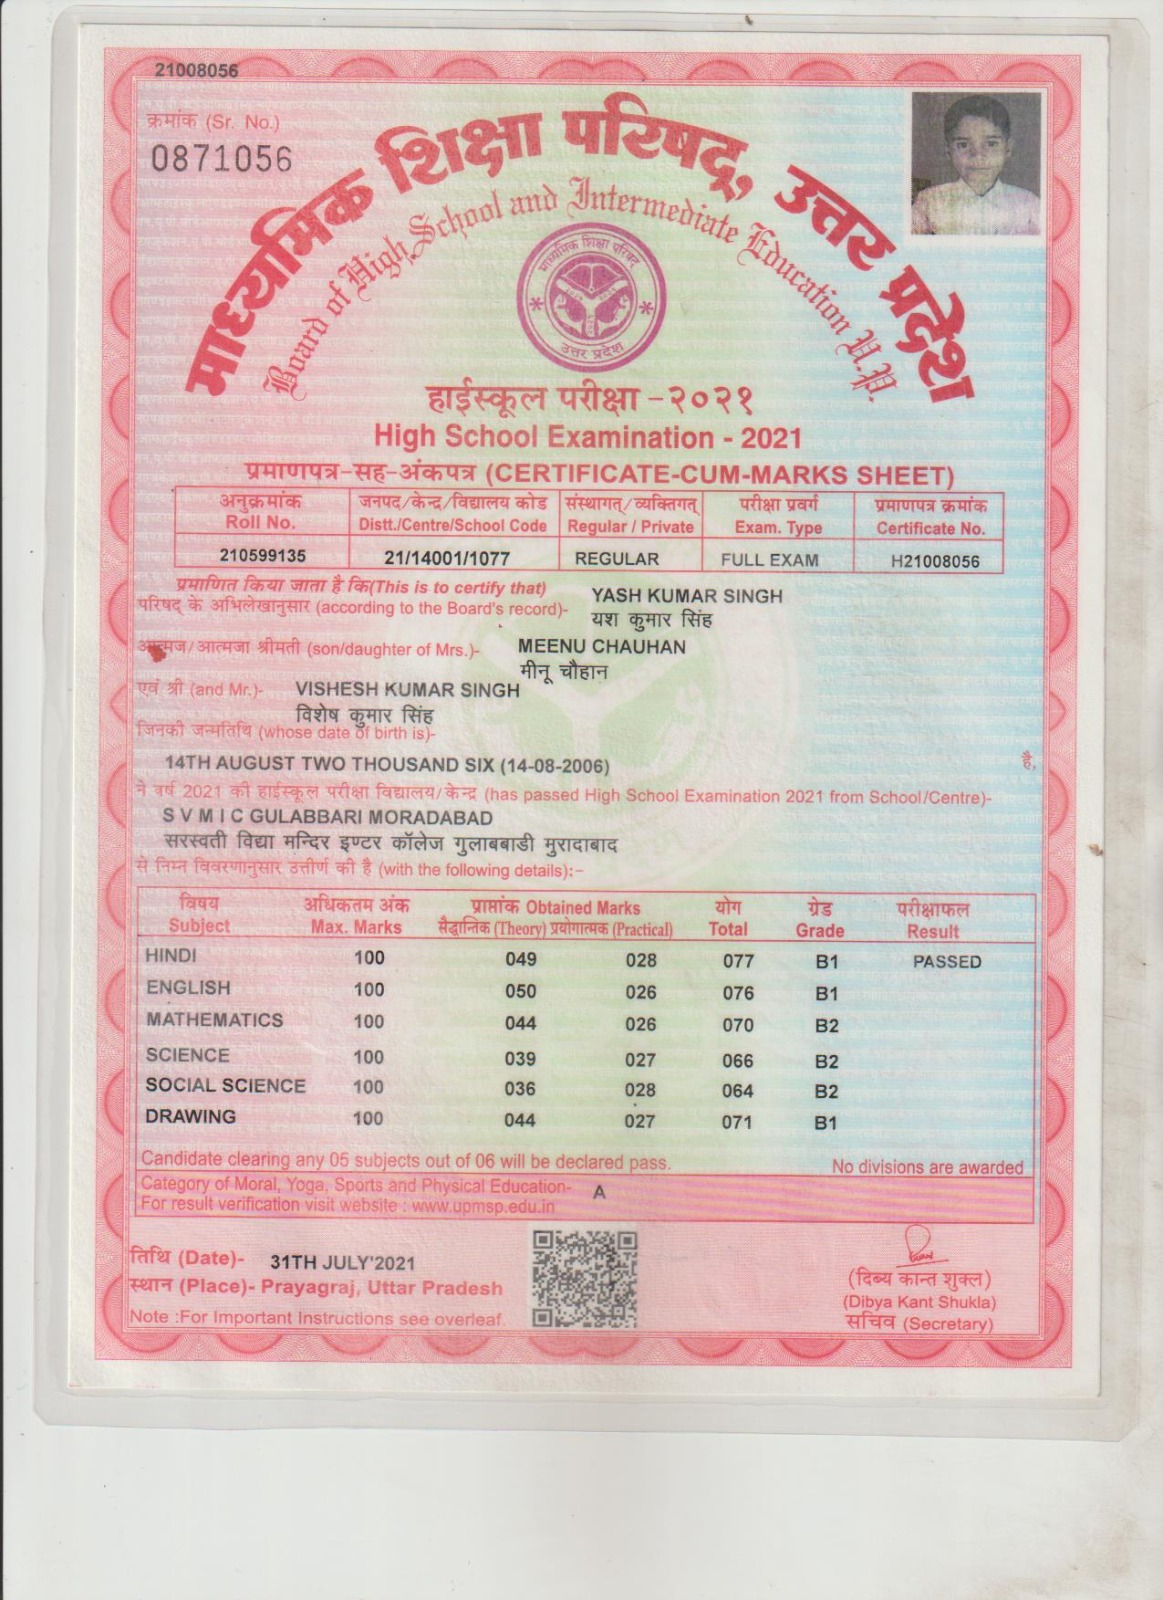 21008056
क्रमांक (Sr. No.)
0871056
माध्यमिक शिक्षा परिषद्, उत्तर प्रदेश
Board of High School and Intermediate Education U.P.
माध्यमिक शिक्षा परिषद
उत्तर प्रदेश
हाईस्कूल परीक्षा -२०२१
High School Examination - 2021
प्रमाणपत्र-सह-अंकपत्र (CERTIFICATE-CUM-MARKS SHEET)
अनुक्रमांक जनपद/केन्द्र/विद्यालय कोड संस्थागत्/व्यक्तिगत् परीक्षा प्रवर्ग प्रमाणपत्र क्रमांक
Roll No. Distt./Centre/School Code Regular / Private Exam. Type Certificate No.
210599135 21/14001/1077 REGULAR FULL EXAM H21008056
प्रमाणित किया जाता है कि(This is to certify that)
YASH KUMAR SINGH
परिषद के अभिलेखानुसार (according to the Board's record)-
यश कुमार सिंह
आत्मज/आत्मजा श्रीमती (son/daughter of Mrs.)- MEENU CHAUHAN
मीनू चौहान
एवं श्री (and Mr.)- VISHESH KUMAR SINGH
विशेष कुमार सिंह
जिनकी जन्मतिथि (whose date of birth is)-
14TH AUGUST TWO THOUSAND SIX (14-08-2006) है,
ने वर्ष 2021 की हाईस्कूल परीक्षा विद्यालय/केन्द्र (has passed High School Examination 2021 from School/Centre)-
S V M I C GULABBARI MORADABAD
सरस्वती विद्या मन्दिर इण्टर कॉलेज गुलाबबाडी मुरादाबाद
से निम्न विवरणानुसार उत्तीर्ण की है (with the following details):-
विषय अधिकतम अंक प्राप्तांक Obtained Marks योग ग्रेड परीक्षाफल
Subject Max. Marks सैद्धान्तिक (Theory) प्रयोगात्मक (Practical) Total Grade Result
HINDI 100 049 028 077 B1 PASSED
ENGLISH 100 050 026 076 B1
MATHEMATICS 100 044 026 070 B2
SCIENCE 100 039 027 066 B2
SOCIAL SCIENCE 100 036 028 064 B2
DRAWING 100 044 027 071 B1
Candidate clearing any 05 subjects out of 06 will be declared pass. No divisions are awarded
Category of Moral, Yoga, Sports and Physical Education- A
For result verification visit website : www.upmsp.edu.in
तिथि (Date)- 31TH JULY'2021
स्थान (Place)- Prayagraj, Uttar Pradesh
Note :For Important Instructions see overleaf.
(दिब्य कान्त शुक्ल)
(Dibya Kant Shukla)
सचिव (Secretary)